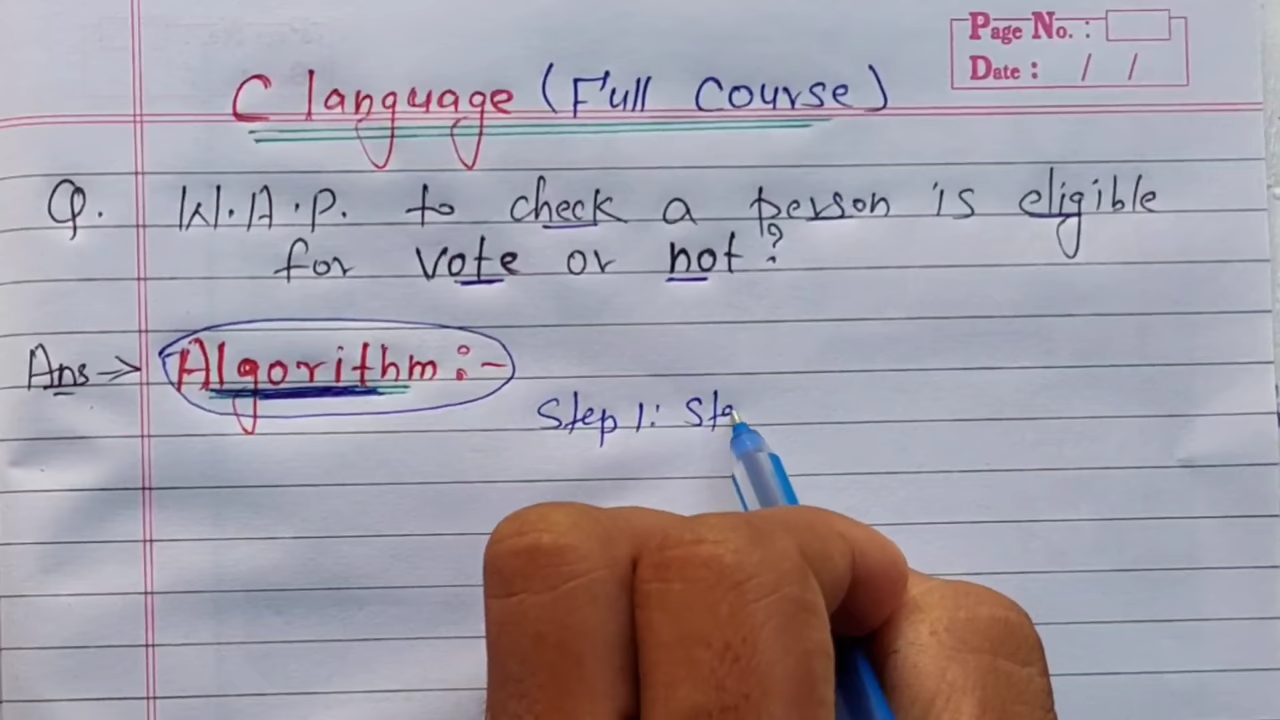 Page No. :
Date : / /
C language (Full Course)
Q. W.A.P. to check a person is eligible
for vote or not?
Ans → Algorithm :-
Step 1: Sta